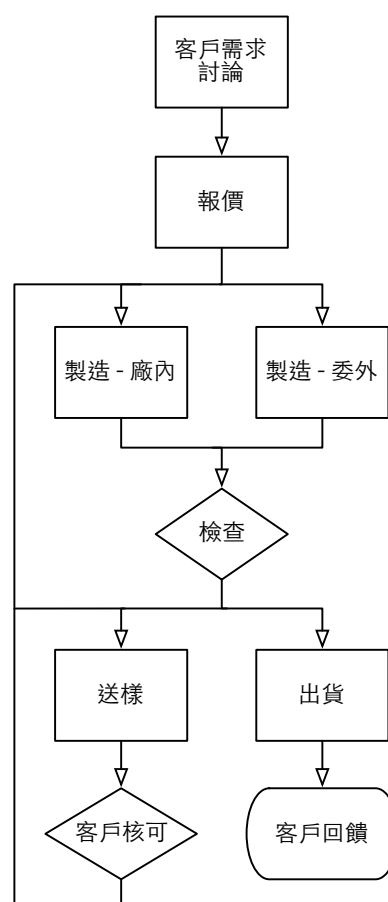 客戶需求
討論
報價
製造 - 廠內
製造 - 委外
檢查
送樣
出貨
客戶核可
客戶回饋